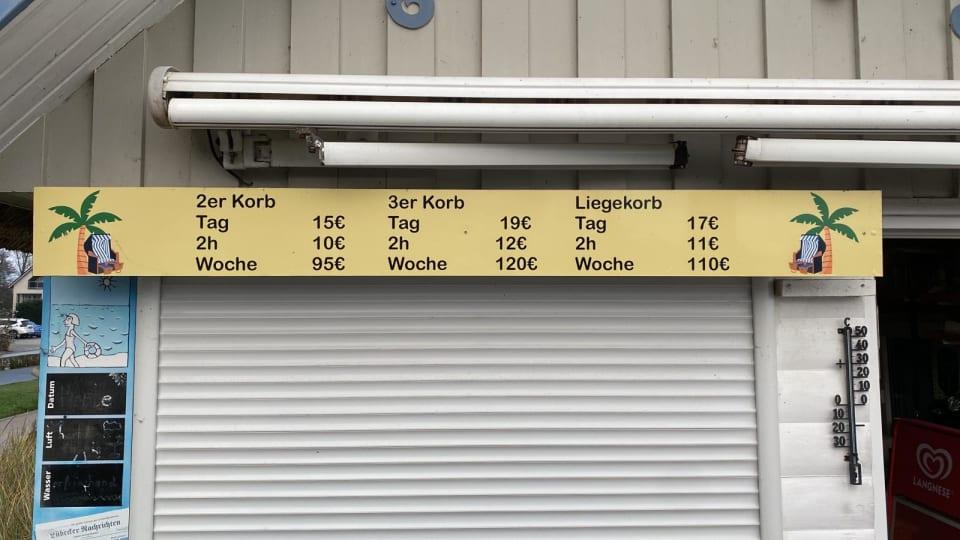 2er Korb
Tag 15€
2h 10€
Woche 95€
3er Korb
Tag 19€
2h 12€
Woche 120€
Liegekorb
Tag 17€
2h 11€
Woche 110€
Datum
Luft
Wasser
Lübecker Nachrichten
C
50
40
30
20
10
0 0
10
20
30
LANGNESE